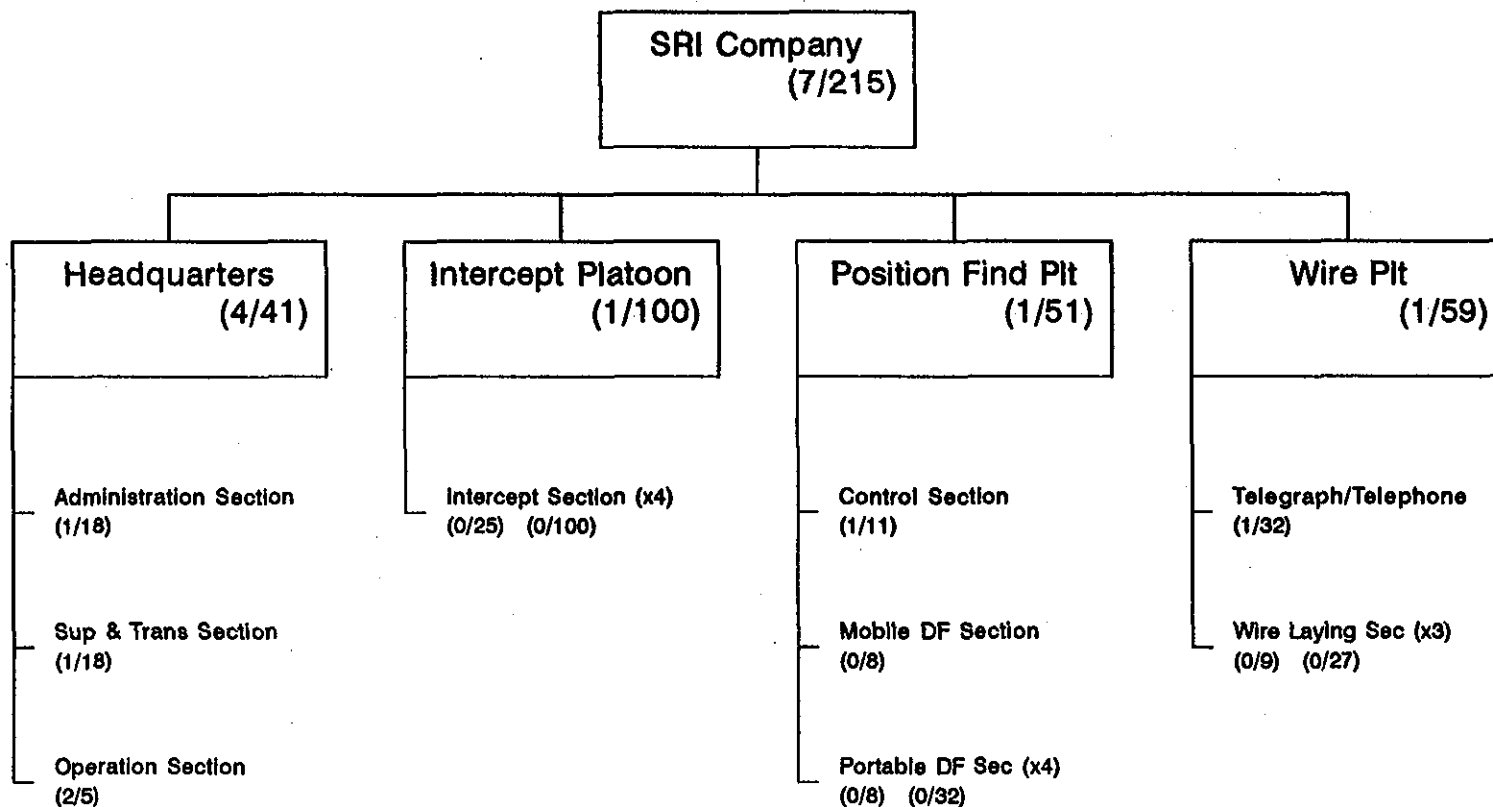 SRI Company
(7/215)
Headquarters
(4/41)
Administration Section
(1/18)
Sup & Trans Section
(1/18)
Operation Section
(2/5)
Intercept Platoon
(1/100)
Intercept Section (x4)
(0/25) (0/100)
Position Find Plt
(1/51)
Control Section
(1/11)
Mobile DF Section
(0/8)
Portable DF Sec (x4)
(0/8) (0/32)
Wire Plt
(1/59)
Telegraph/Telephone
(1/32)
Wire Laying Sec (x3)
(0/9) (0/27)